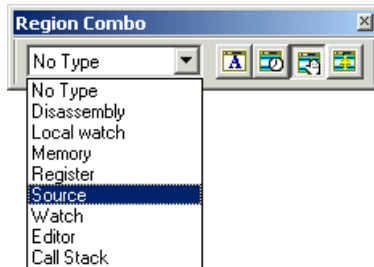 Region Combo
No Type
A
No Type
Disassembly
Local watch
Memory
Register
Source
Watch
Editor
Call Stack